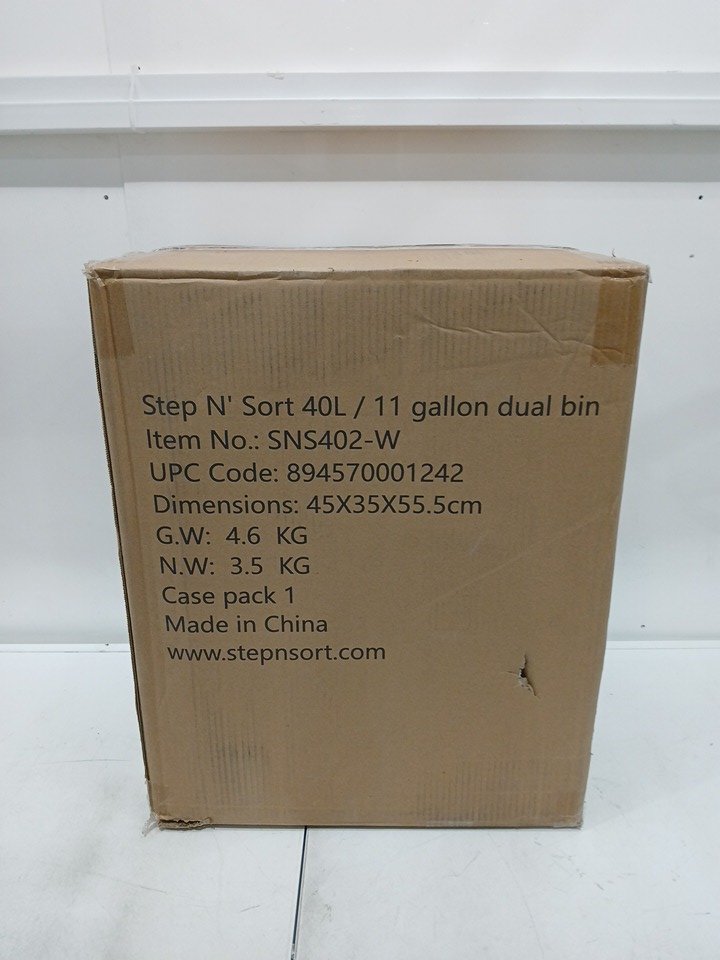 Step N' Sort 40L / 11 gallon dual bin
Item No.: SNS402-W
UPC Code: 894570001242
Dimensions: 45X35X55.5cm
G.W: 4.6 KG
N.W: 3.5 KG
Case pack 1
Made in China
www.stepnsort.com